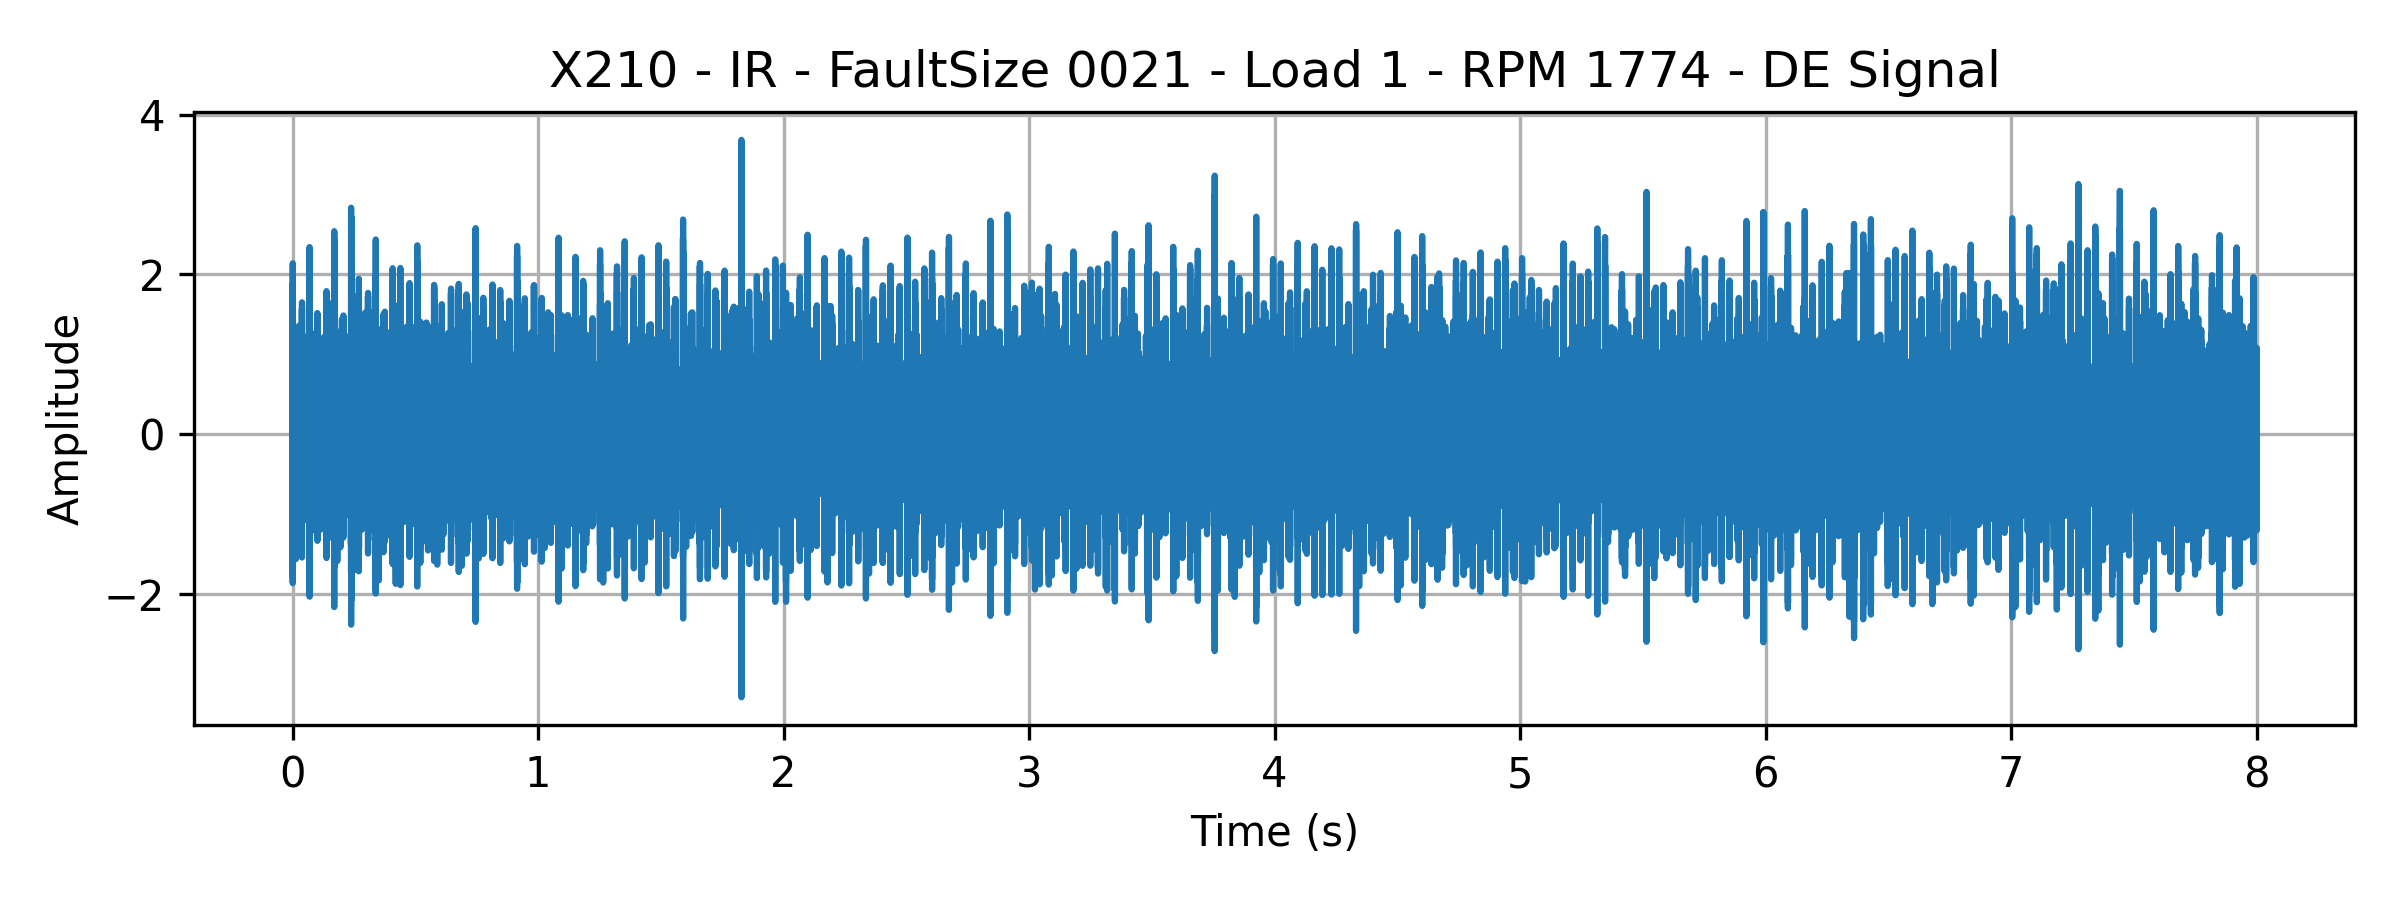 X210 - IR - FaultSize 0021 - Load 1 - RPM 1774 - DE Signal
4
2
0
−2
Amplitude
0 1 2 3 4 5 6 7 8
Time (s)